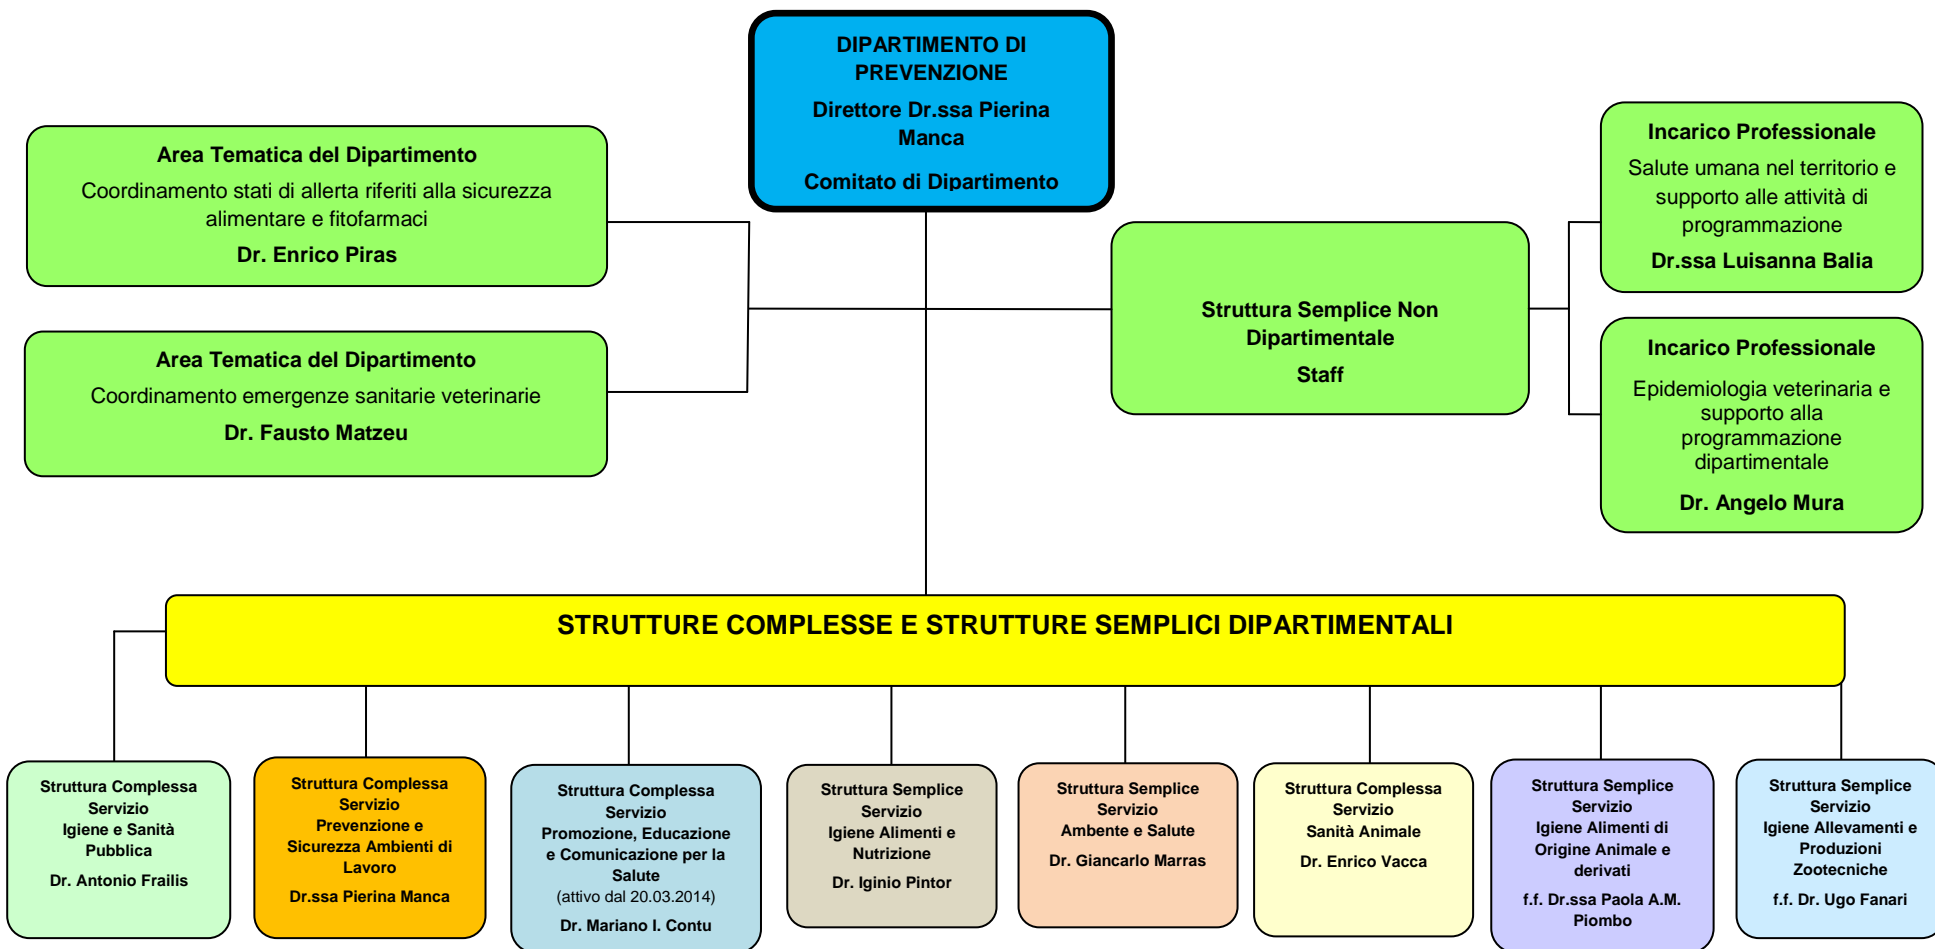 DIPARTIMENTO DI
PREVENZIONE
Direttore Dr.ssa Pierina
Manca
Comitato di Dipartimento
Area Tematica del Dipartimento
Coordinamento stati di allerta riferiti alla sicurezza
alimentare e fitofarmaci
Dr. Enrico Piras
Area Tematica del Dipartimento
Coordinamento emergenze sanitarie veterinarie
Dr. Fausto Matzeu
Struttura Semplice Non
Dipartimentale
Staff
Incarico Professionale
Salute umana nel territorio e
supporto alle attività di
programmazione
Dr.ssa Luisanna Balia
Incarico Professionale
Epidemiologia veterinaria e
supporto alla
programmazione
dipartimentale
Dr. Angelo Mura
STRUTTURE COMPLESSE E STRUTTURE SEMPLICI DIPARTIMENTALI
Struttura Complessa
Servizio
Igiene e Sanità
Pubblica
Dr. Antonio Frailis
Struttura Complessa
Servizio
Prevenzione e
Sicurezza Ambienti di
Lavoro
Dr.ssa Pierina Manca
Struttura Complessa
Servizio
Promozione, Educazione
e Comunicazione per la
Salute
(attivo dal 20.03.2014)
Dr. Mariano I. Contu
Struttura Semplice
Servizio
Igiene Alimenti e
Nutrizione
Dr. Iginio Pintor
Struttura Semplice
Servizio
Ambente e Salute
Dr. Giancarlo Marras
Struttura Complessa
Servizio
Sanità Animale
Dr. Enrico Vacca
Struttura Semplice
Servizio
Igiene Alimenti di
Origine Animale e
derivati
f.f. Dr.ssa Paola A.M.
Piombo
Struttura Semplice
Servizio
Igiene Allevamenti e
Produzioni
Zootecniche
f.f. Dr. Ugo Fanari